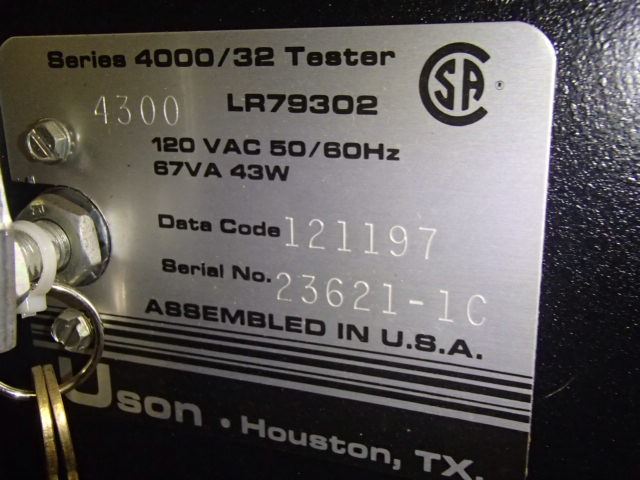 Series 4000/32 Tester
4300 LR79302
120 VAC 50/60Hz
67VA 43W
Data Code 121197
Serial No. 23621-1C
ASSEMBLED IN U.S.A.
Uson • Houston, TX.
CSA ®